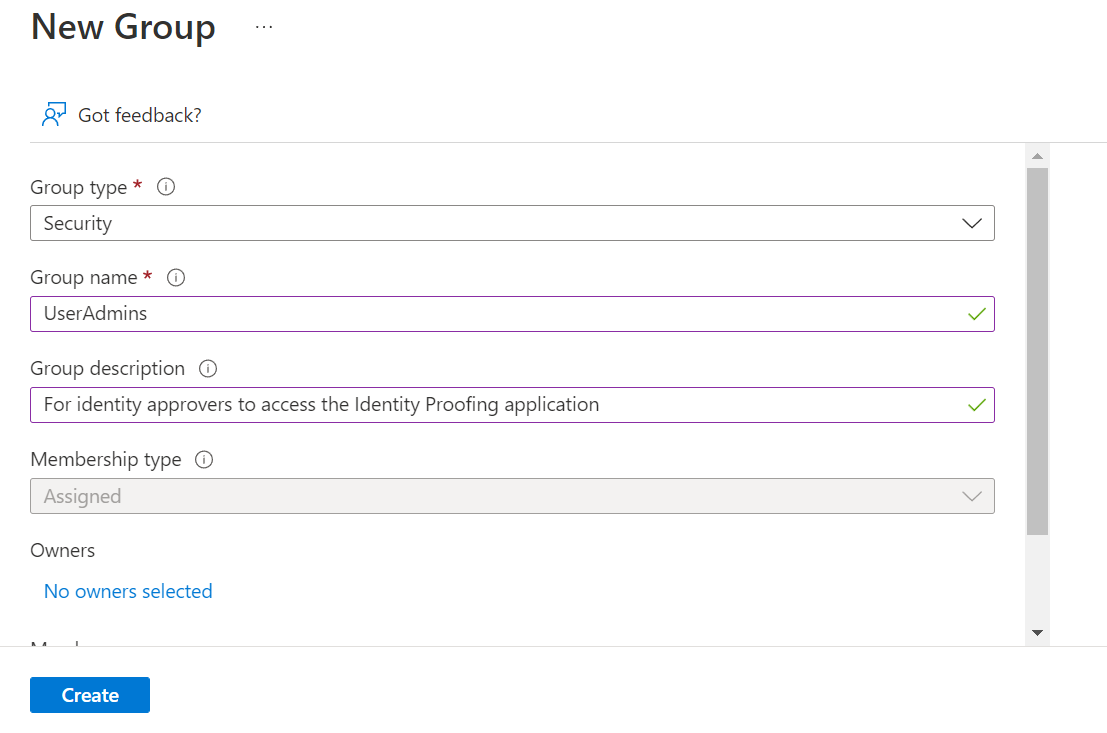 New Group
...
Got feedback?
Group type *
Security
Group name *
UserAdmins
Group description
For identity approvers to access the Identity Proofing application
Membership type
Assigned
Owners
No owners selected
Create